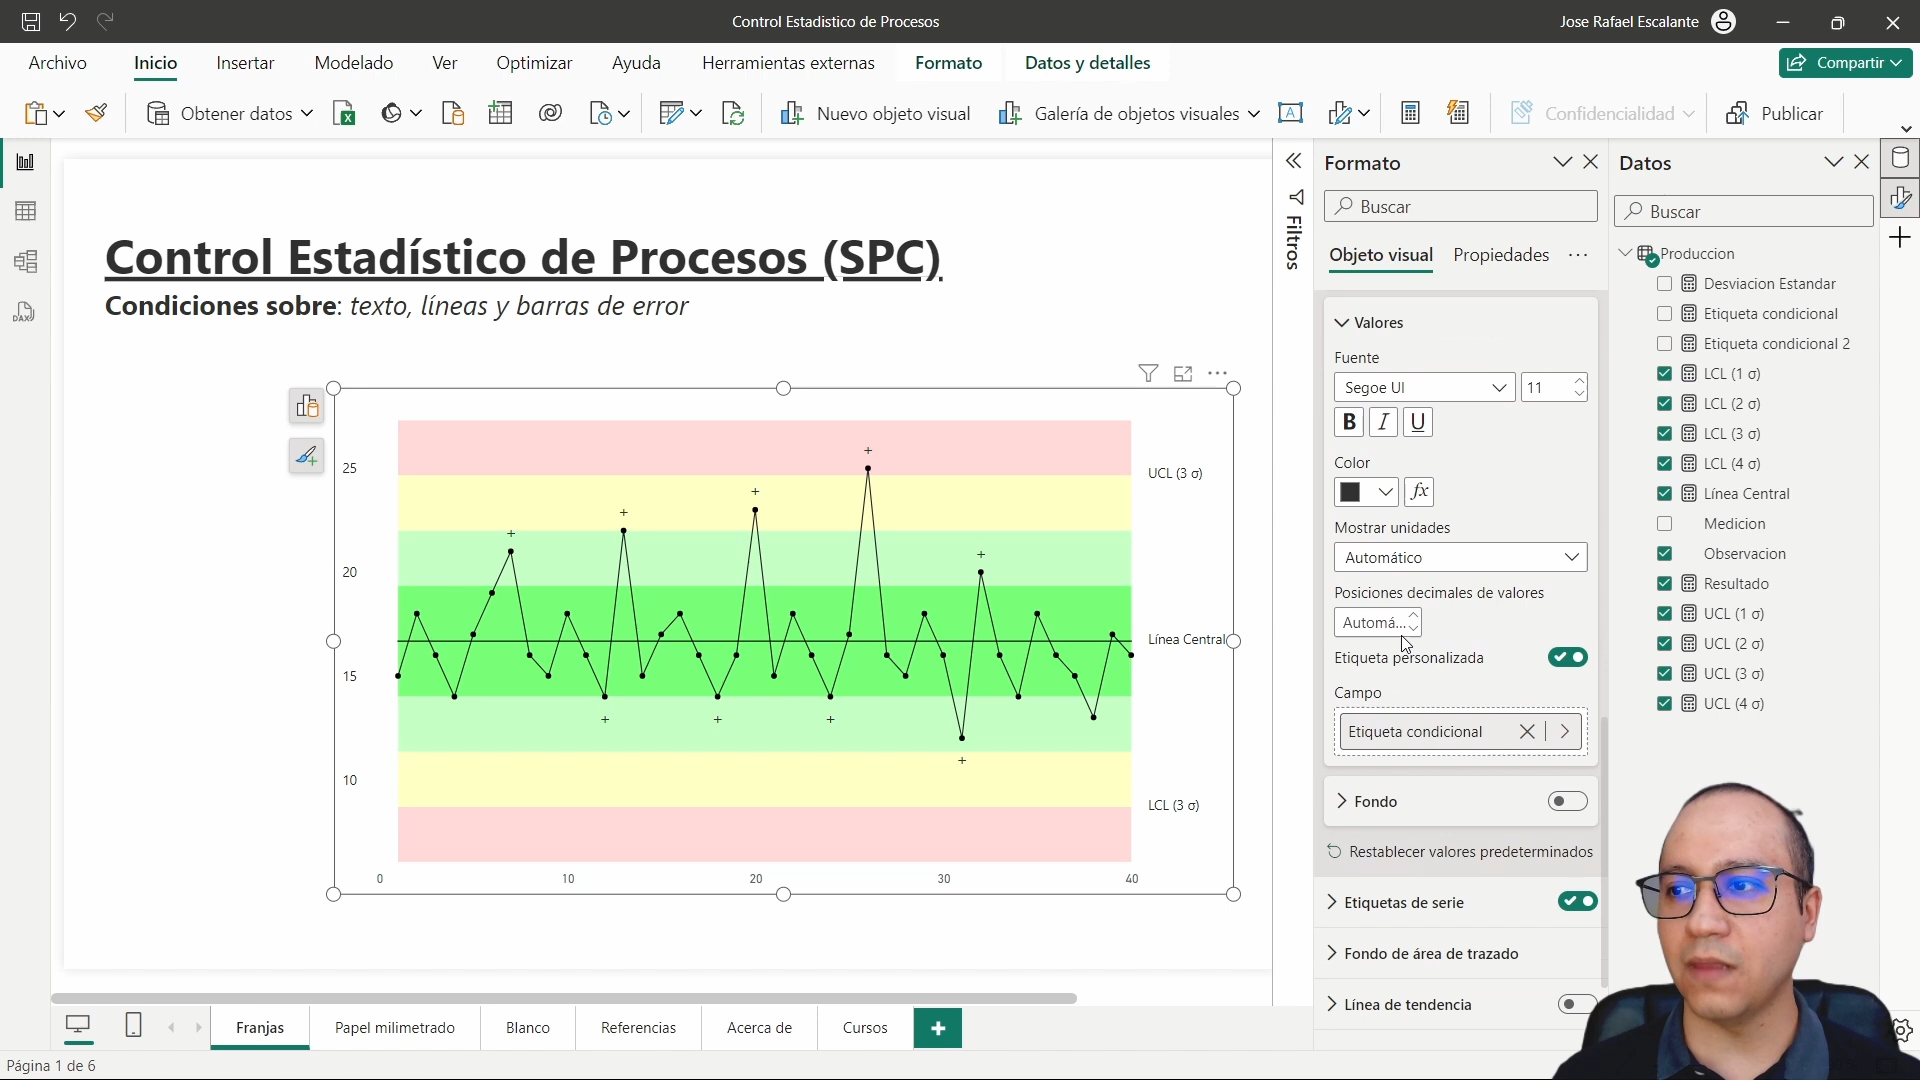 Control Estadistico de Procesos
Jose Rafael Escalante
Archivo Inicio Insertar Modelado Ver Optimizar Ayuda Herramientas externas Formato Datos y detalles Compartir
Obtener datos Nuevo objeto visual Galería de objetos visuales Confidencialidad Publicar
Control Estadístico de Procesos (SPC)
Condiciones sobre: texto, líneas y barras de error
25
20
15
10
0 10 20 30 40
UCL (3 σ)
Línea Central
LCL (3 σ)
Filtros
Formato
Buscar
Objeto visual Propiedades
Valores
Fuente
Segoe UI 11
B I U
Color
fx
Mostrar unidades
Automático
Posiciones decimales de valores
Automá...
Etiqueta personalizada
Campo
Etiqueta condicional
Fondo
Restablecer valores predeterminados
Etiquetas de serie
Fondo de área de trazado
Línea de tendencia
Datos
Buscar
Produccion
Desviacion Estandar
Etiqueta condicional
Etiqueta condicional 2
LCL (1 σ)
LCL (2 σ)
LCL (3 σ)
LCL (4 σ)
Línea Central
Medicion
Observacion
Resultado
UCL (1 σ)
UCL (2 σ)
UCL (3 σ)
UCL (4 σ)
Franjas Papel milimetrado Blanco Referencias Acerca de Cursos
Página 1 de 6